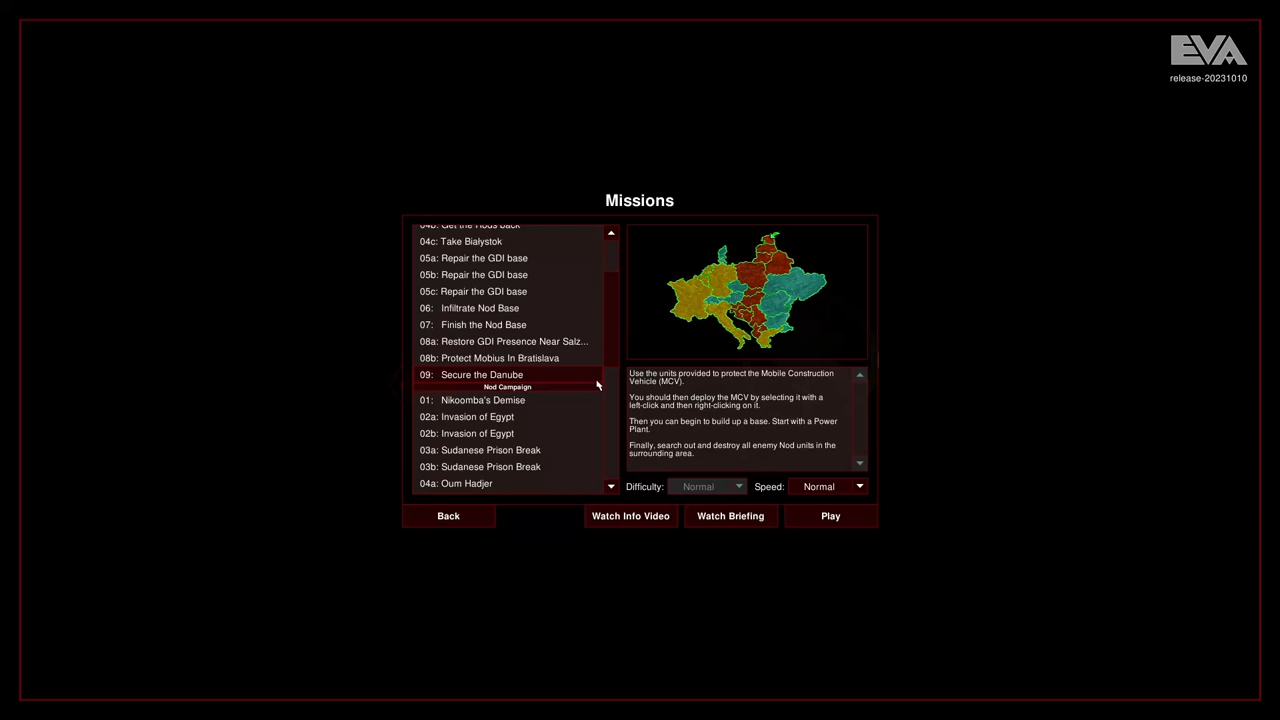 EVA
release-20231010
Missions
04b: Get the Rods back
04c: Take Białystok
05a: Repair the GDI base
05b: Repair the GDI base
05c: Repair the GDI base
06: Infiltrate Nod Base
07: Finish the Nod Base
08a: Restore GDI Presence Near Salz...
08b: Protect Mobius In Bratislava
09: Secure the Danube
Nod Campaign
01: Nikoomba's Demise
02a: Invasion of Egypt
02b: Invasion of Egypt
03a: Sudanese Prison Break
03b: Sudanese Prison Break
04a: Oum Hadjer
Use the units provided to protect the Mobile Construction
Vehicle (MCV).
You should then deploy the MCV by selecting it with a
left-click and then right-clicking on it.
Then you can begin to build up a base. Start with a Power
Plant.
Finally, search out and destroy all enemy Nod units in the
surrounding area.
Difficulty: Normal Speed: Normal
Back Watch Info Video Watch Briefing Play